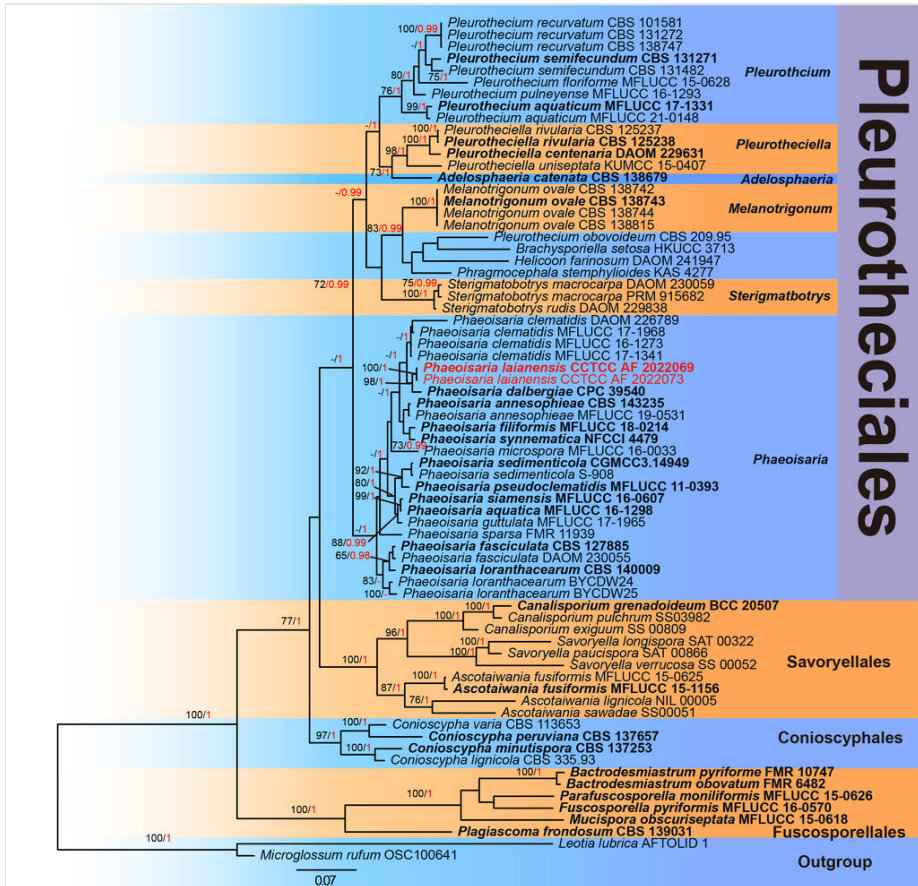 100/0.99
Pleurothecium recurvatum CBS 101581
Pleurothecium recurvatum CBS 131272
Pleurothecium recurvatum CBS 138747
-/1
Pleurothecium semifecundum CBS 131271
Pleurothcium
Pleurothecium semifecundum CBS 131482
80/1
75/1
Pleurothecium floriforme MFLUCC 15-0628
76/1
Pleurothecium pulneyense MFLUCC 16-1293
99/1
Pleurothecium aquaticum MFLUCC 17-1331
Pleurothecium aquaticum MFLUCC 21-0148
-/1
100/1
Pleurotheciella rivularia CBS 125237
Pleurotheciella rivularia CBS 125238
Pleurotheciella
98/1
Pleurotheciella centenaria DAOM 229631
Pleurotheciella uniseptata KUMCC 15-0407
73/1
Adelosphaeria catenata CBS 138679
Adelosphaeria
-/0.99
Melanotrigonum ovale CBS 138742
100/1
Melanotrigonum ovale CBS 138743
Melanotrigonum
Melanotrigonum ovale CBS 138744
Melanotrigonum ovale CBS 138815
83/0.99
Pleurothecium obovoideum CBS 209.95
Brachysporiella setosa HKUCC 3713
Helicoon farinosum DAOM 241947
Phragmocephala stemphylioides KAS 4277
72/0.99
75/0.99
Sterigmatobotrys macrocarpa DAOM 230059
100/1
Sterigmatobotrys macrocarpa PRM 915682
Sterigmatbotrys
Sterigmatobotrys rudis DAOM 229838
Phaeoisaria clematidis DAOM 226789
-/1
Phaeoisaria clematidis MFLUCC 17-1968
Phaeoisaria clematidis MFLUCC 16-1273
-/1
-/1
Phaeoisaria clematidis MFLUCC 17-1341
100/1
Phaeoisaria laianensis CCTCC AF 2022069
98/1
Phaeoisaria laianensis CCTCC AF 2022073
-/1
Phaeoisaria dalbergiae CPC 39540
Phaeoisaria annesophieae CBS 143235
Phaeoisaria annesophieae MFLUCC 19-0531
Phaeoisaria filiformis MFLUCC 18-0214
73/0.99
Phaeoisaria synnematica NFCCI 4479
Phaeoisaria microspora MFLUCC 16-0033
Phaeoisaria
-/1
Phaeoisaria sedimenticola CGMCC3.14949
92/1
Phaeoisaria sedimenticola S-908
80/1
Phaeoisaria pseudoclematidis MFLUCC 11-0393
99/1
Phaeoisaria siamensis MFLUCC 16-0607
Phaeoisaria aquatica MFLUCC 16-1298
Phaeoisaria guttulata MFLUCC 17-1965
-/1
Phaeoisaria sparsa FMR 11939
88/0.99
Phaeoisaria fasciculata CBS 127885
65/0.98
Phaeoisaria fasciculata DAOM 230055
Phaeoisaria loranthacearum CBS 140009
83/-
Phaeoisaria loranthacearum BYCDW24
100/-
Phaeoisaria loranthacearum BYCDW25
Pleurotheciales
100/1
Canalisporium grenadoideum BCC 20507
100/1
Canalisporium pulchrum SS03982
77/1
96/1
Canalisporium exiguum SS 00809
100/1
Savoryella longispora SAT 00322
100/1
Savoryella paucispora SAT 00866
Savoryellales
100/1
Savoryella verrucosa SS 00052
Ascotaiwania fusiformis MFLUCC 15-0625
87/1
Ascotaiwania fusiformis MFLUCC 15-1156
76/1
Ascotaiwania lignicola NIL 00005
Ascotaiwania sawadae SS00051
100/1
Conioscypha varia CBS 113653
97/1
Conioscypha peruviana CBS 137657
Conioscyphales
100/1
Conioscypha minutispora CBS 137253
Conioscypha lignicola CBS 335.93
100/1
Bactrodesmiastrum pyriforme FMR 10747
Bactrodesmiastrum obovatum FMR 6482
100/1
Parafuscosporella moniliformis MFLUCC 15-0626
Fuscosporella pyriformis MFLUCC 16-0570
100/1
Mucispora obscuriseptata MFLUCC 15-0618
Plagiascoma frondosum CBS 139031
Fuscosporellales
100/1
Leotia lubrica AFTOLID 1
Microglossum rufum OSC100641
Outgroup
0.07